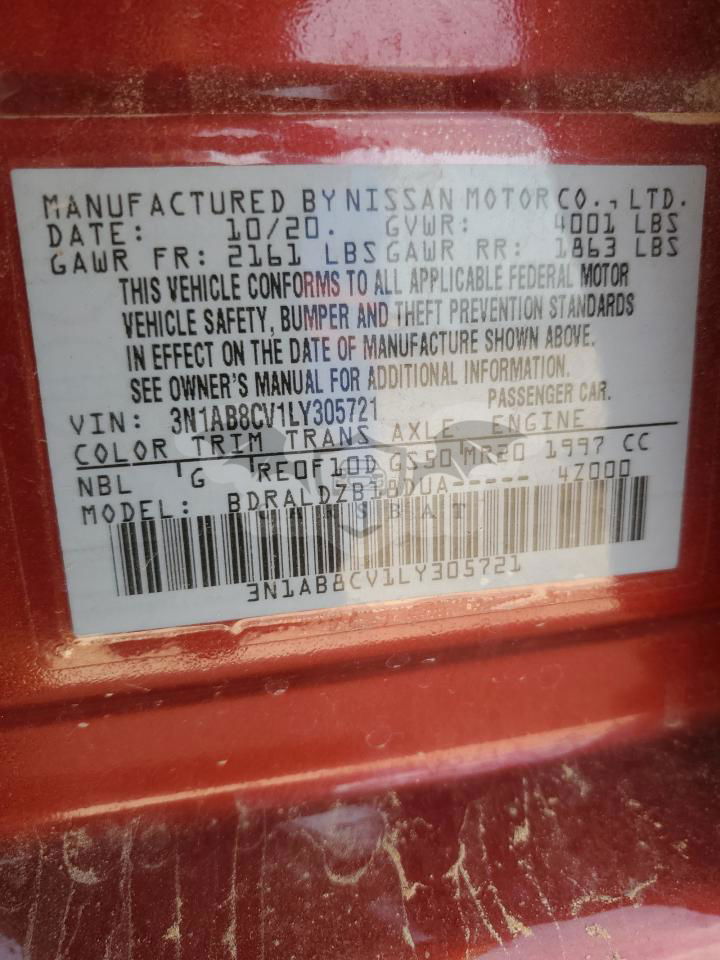 MANUFACTURED BY NISSAN MOTOR CO., LTD.
DATE: 10/20. GVWR: 4001 LBS
GAWR FR: 2161 LBS GAWR RR: 1863 LBS
THIS VEHICLE CONFORMS TO ALL APPLICABLE FEDERAL MOTOR
VEHICLE SAFETY, BUMPER AND THEFT PREVENTION STANDARDS
IN EFFECT ON THE DATE OF MANUFACTURE SHOWN ABOVE.
SEE OWNER'S MANUAL FOR ADDITIONAL INFORMATION.
VIN: 3N1AB8CV1LY305721 PASSENGER CAR.
COLOR TRIM TRANS AXLE ENGINE
NBL G RE0F10D GS50 MR20 1997 CC
MODEL: BDRALDZB18DUA----- 4Z000
3N1AB8CV1LY305721